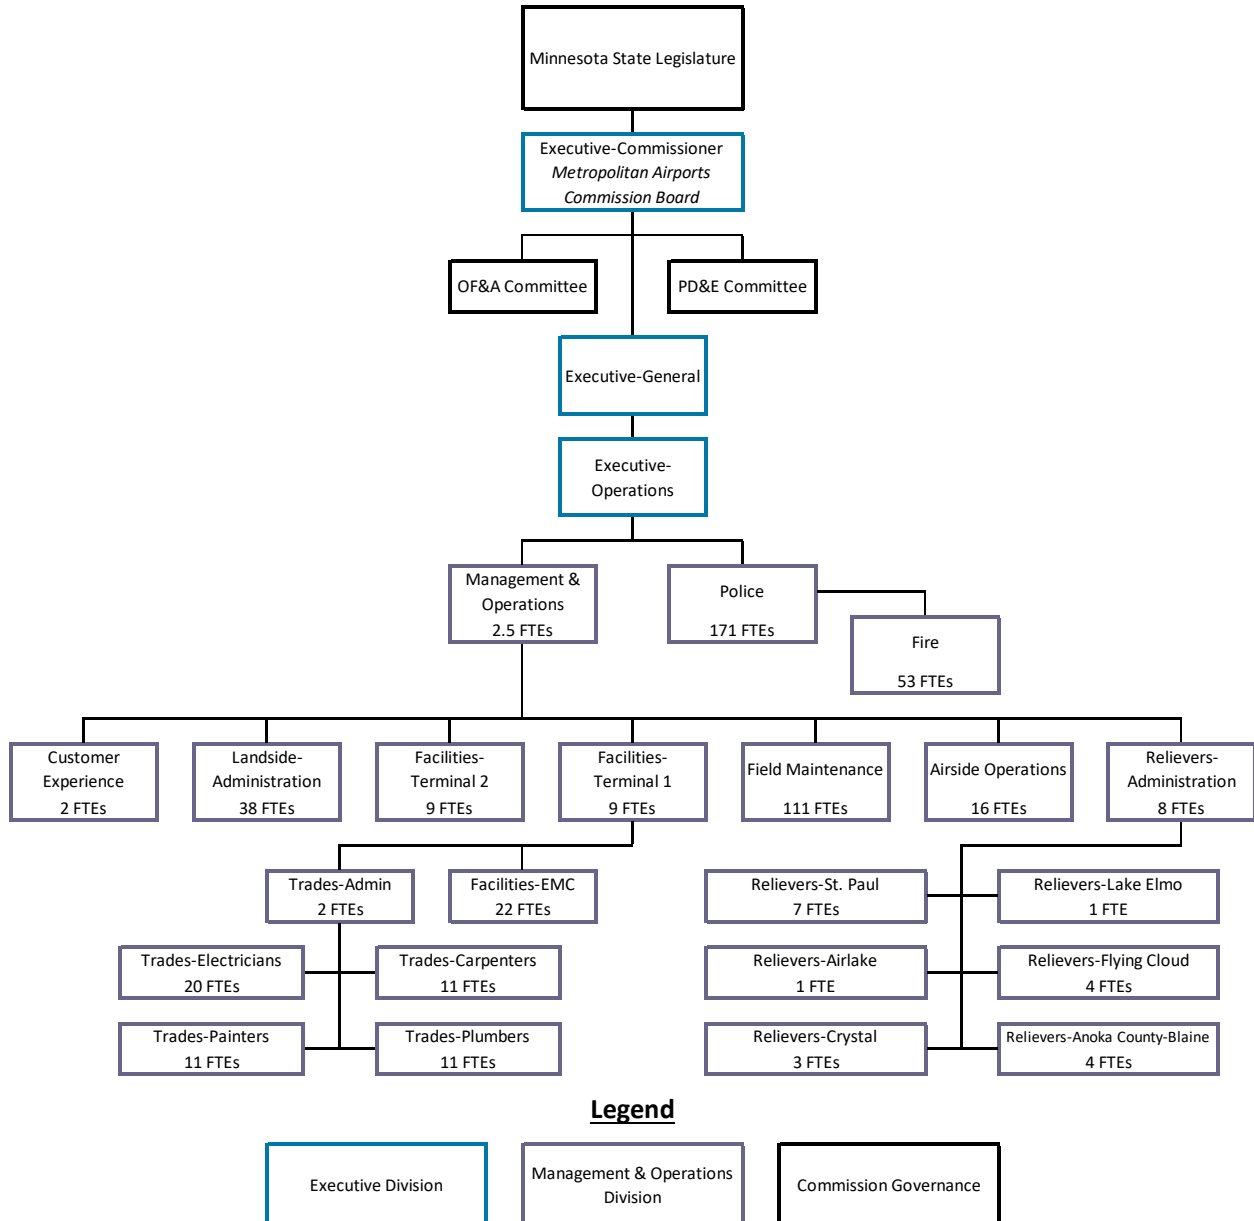 Minnesota State Legislature
Executive-Commissioner
Metropolitan Airports
Commission Board
OF&A Committee
PD&E Committee
Executive-General
Executive-
Operations
Management &
Operations
2.5 FTEs
Police
171 FTEs
Fire
53 FTEs
Customer
Experience
2 FTEs
Landside-
Administration
38 FTEs
Facilities-
Terminal 2
9 FTEs
Facilities-
Terminal 1
9 FTEs
Field Maintenance
111 FTEs
Airside Operations
16 FTEs
Relievers-
Administration
8 FTEs
Trades-Admin
2 FTEs
Facilities-EMC
22 FTEs
Relievers-St. Paul
7 FTEs
Relievers-Lake Elmo
1 FTE
Trades-Electricians
20 FTEs
Trades-Carpenters
11 FTEs
Relievers-Airlake
1 FTE
Relievers-Flying Cloud
4 FTEs
Trades-Painters
11 FTEs
Trades-Plumbers
11 FTEs
Relievers-Crystal
3 FTEs
Relievers-Anoka County-Blaine
4 FTEs
Legend
Executive Division
Management & Operations
Division
Commission Governance